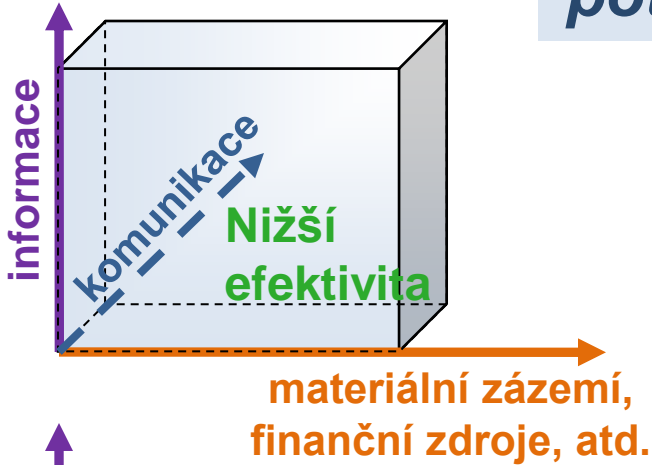 informace
komunikace
Nižší
efektivita
materiální zázemí,
finanční zdroje, atd.